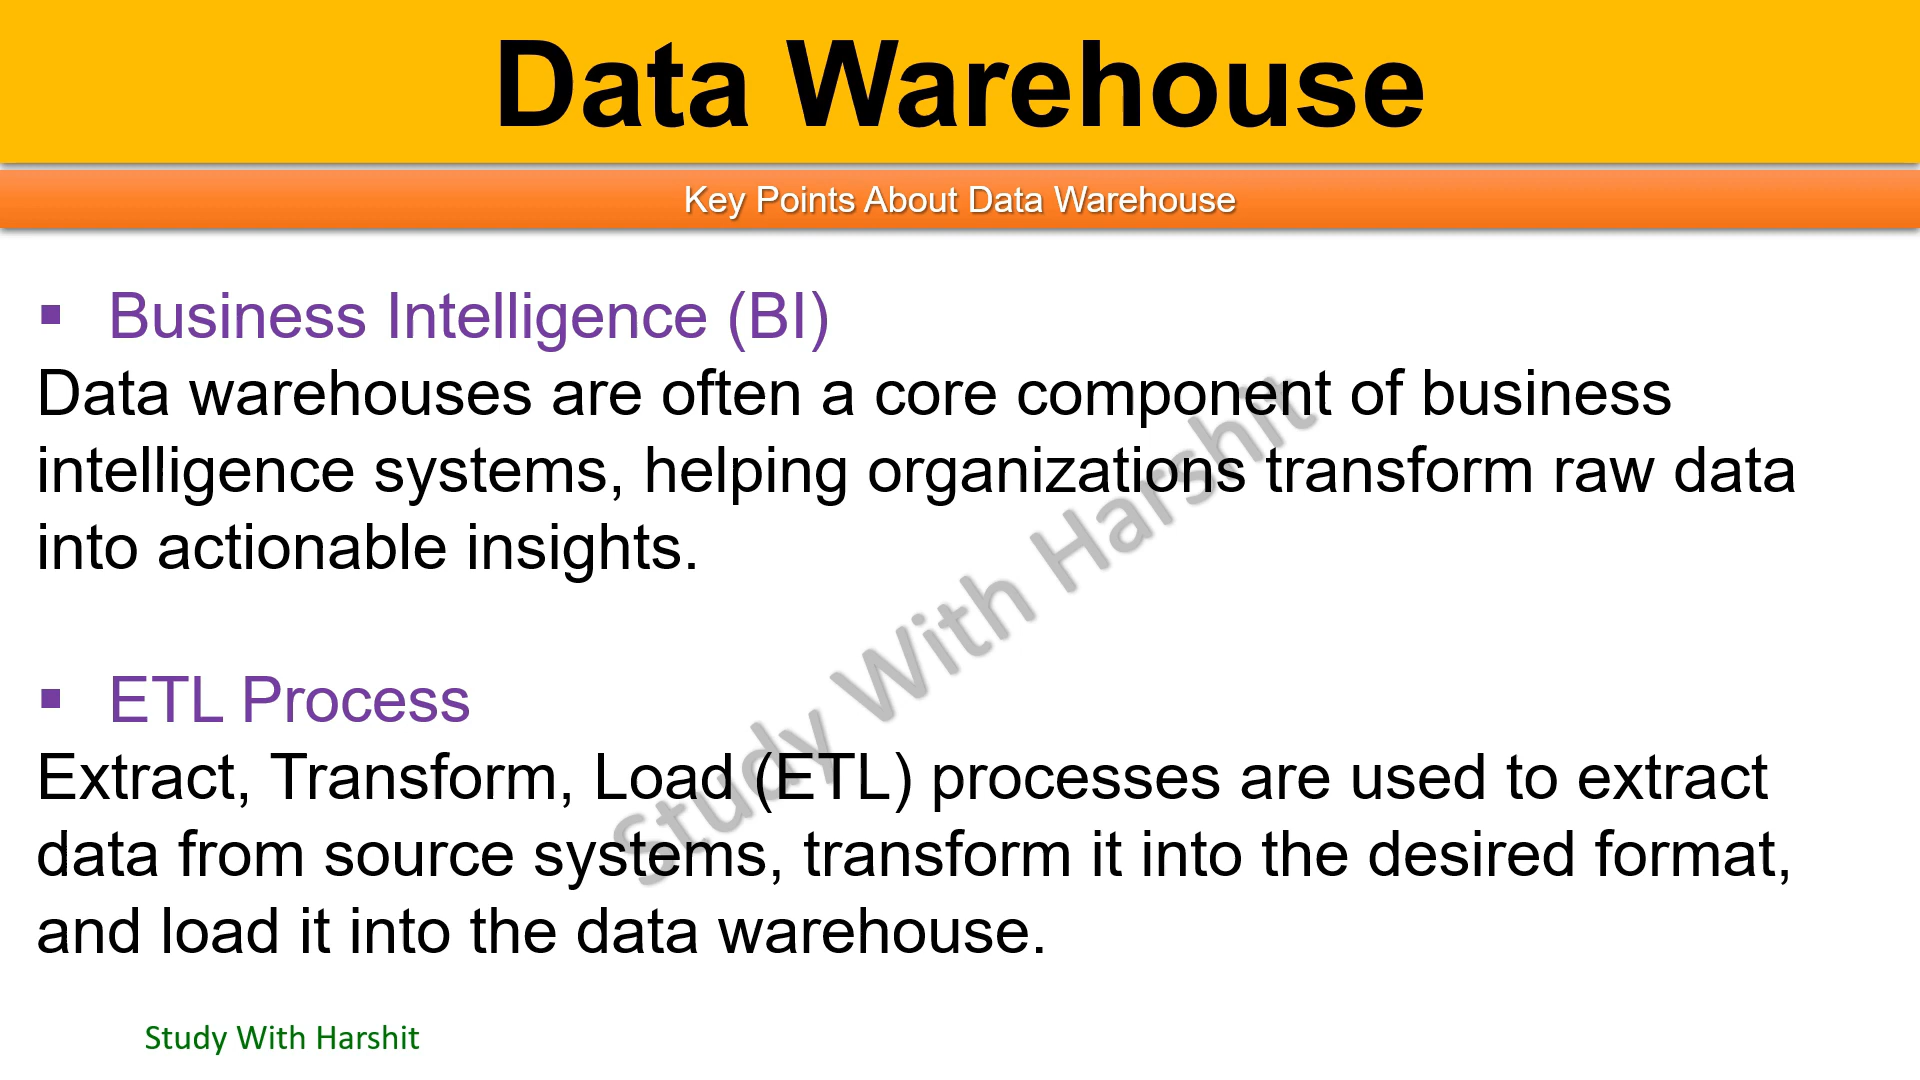 Data Warehouse
Key Points About Data Warehouse
▪ Business Intelligence (BI)
Data warehouses are often a core component of business
intelligence systems, helping organizations transform raw data
into actionable insights.
▪ ETL Process
Extract, Transform, Load (ETL) processes are used to extract
data from source systems, transform it into the desired format,
and load it into the data warehouse.
Study With Harshit
Study With Harshit